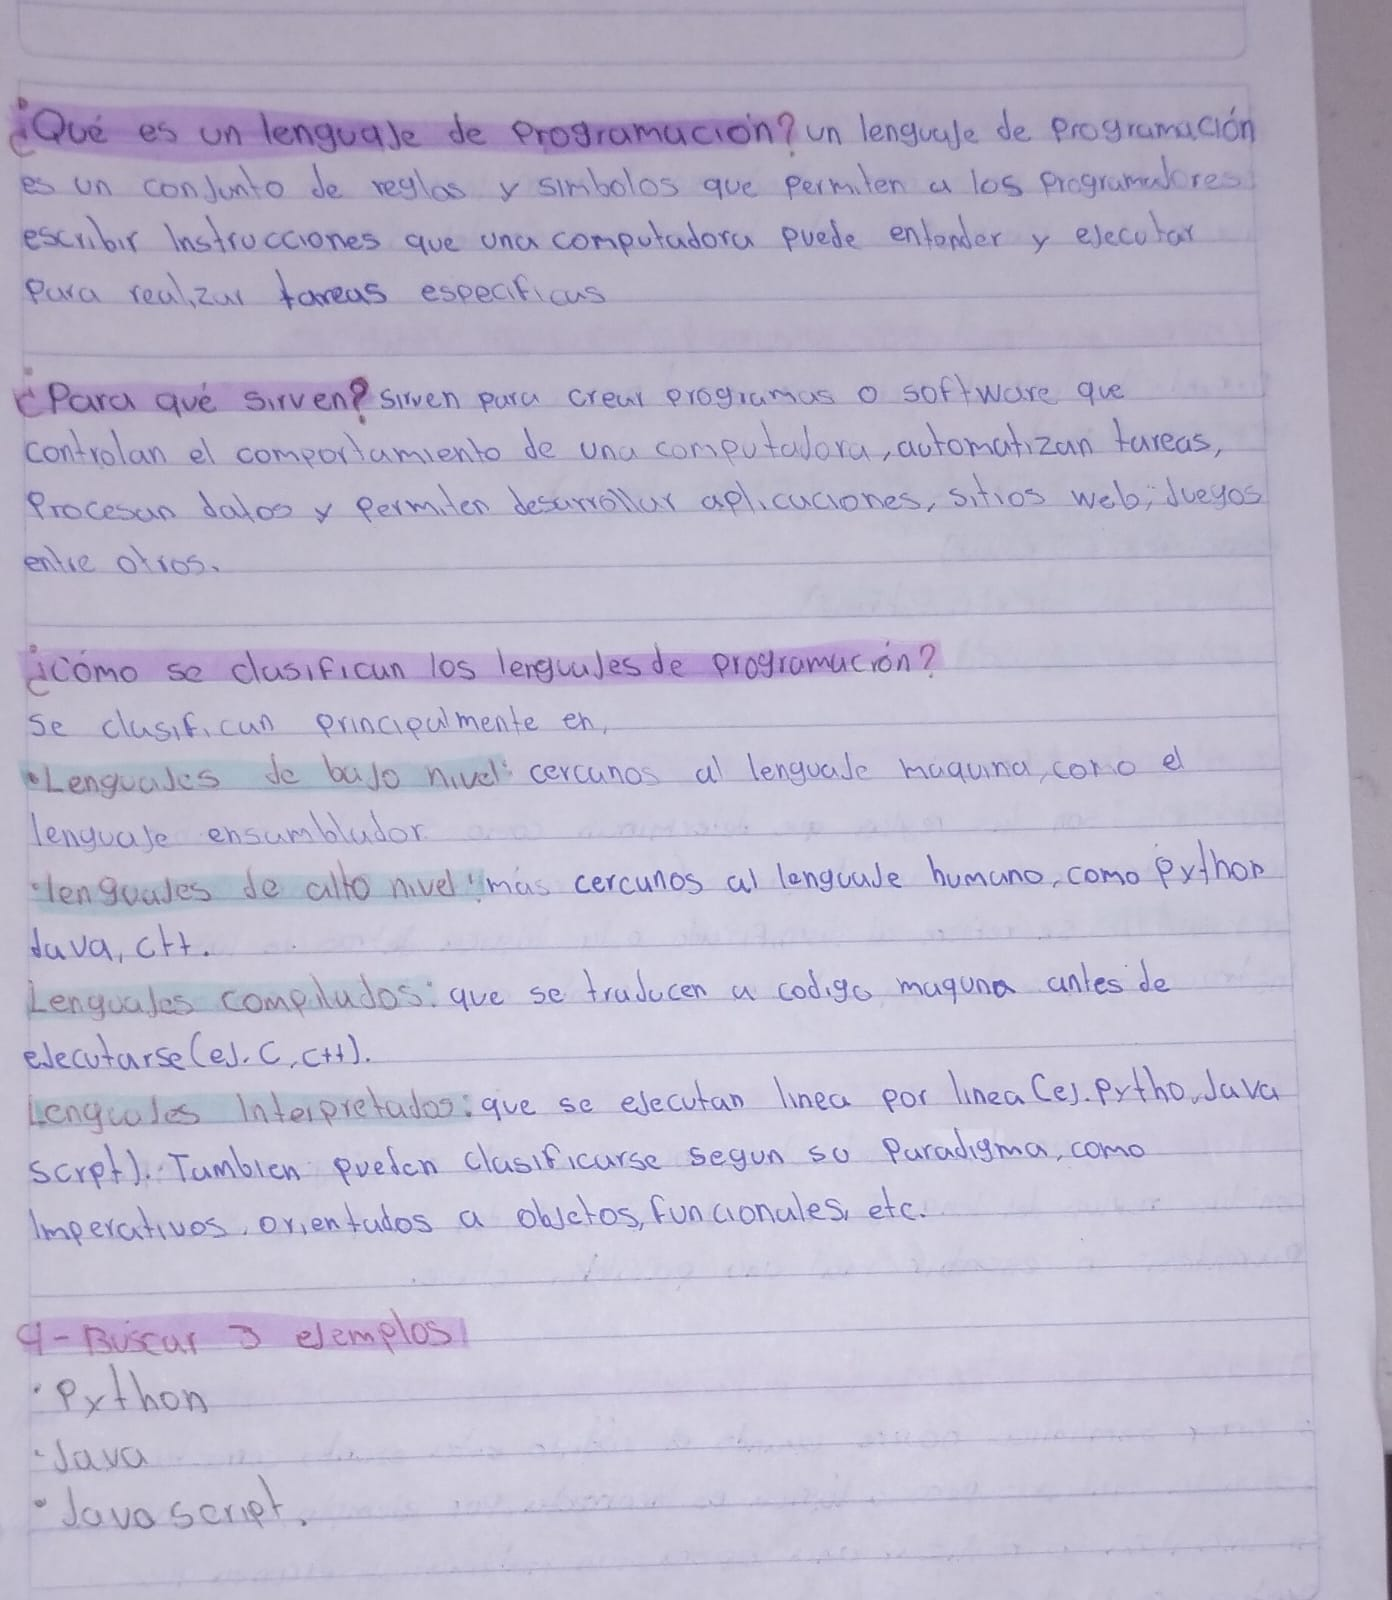 ¿Qué es un lenguaje de Programación? un lenguaje de Programación
es un conjunto de reglas y simbolos que permiten a los programadores
escribir Instrucciones que una computadora puede entender y ejecutar
Para realizar tareas especificas
¿Para qué sirven? Sirven para crear programas o software que
controlan el comportamiento de una computadora, automatizan tareas,
Procesan datos y permiten desarrollar aplicaciones, sitios web, Juegos
entre otros.
¿cómo se clasifican los lenguajes de programación?
Se clasifican principalmente en,
•Lenguajes de bajo nivel: cercanos al lenguaje maquina, como el
lenguaje ensamblador.
•lenguajes de alto nivel: más cercanos al lenguaje humano, como Python
Java, c++.
Lenguajes compilados: que se traducen a codigo maquna antes de
ejecutarse (ej. C, c++).
Lenguajes Interpretados: que se ejecutan linea por linea (ej. Pytho, Java
scrpt). Tambien pueden clasificarse segun su Paradigma, como
Imperativos, orientados a objetos, funcionales, etc.
4- Buscar 3 ejemplos
• Python
• Java
• Java script.